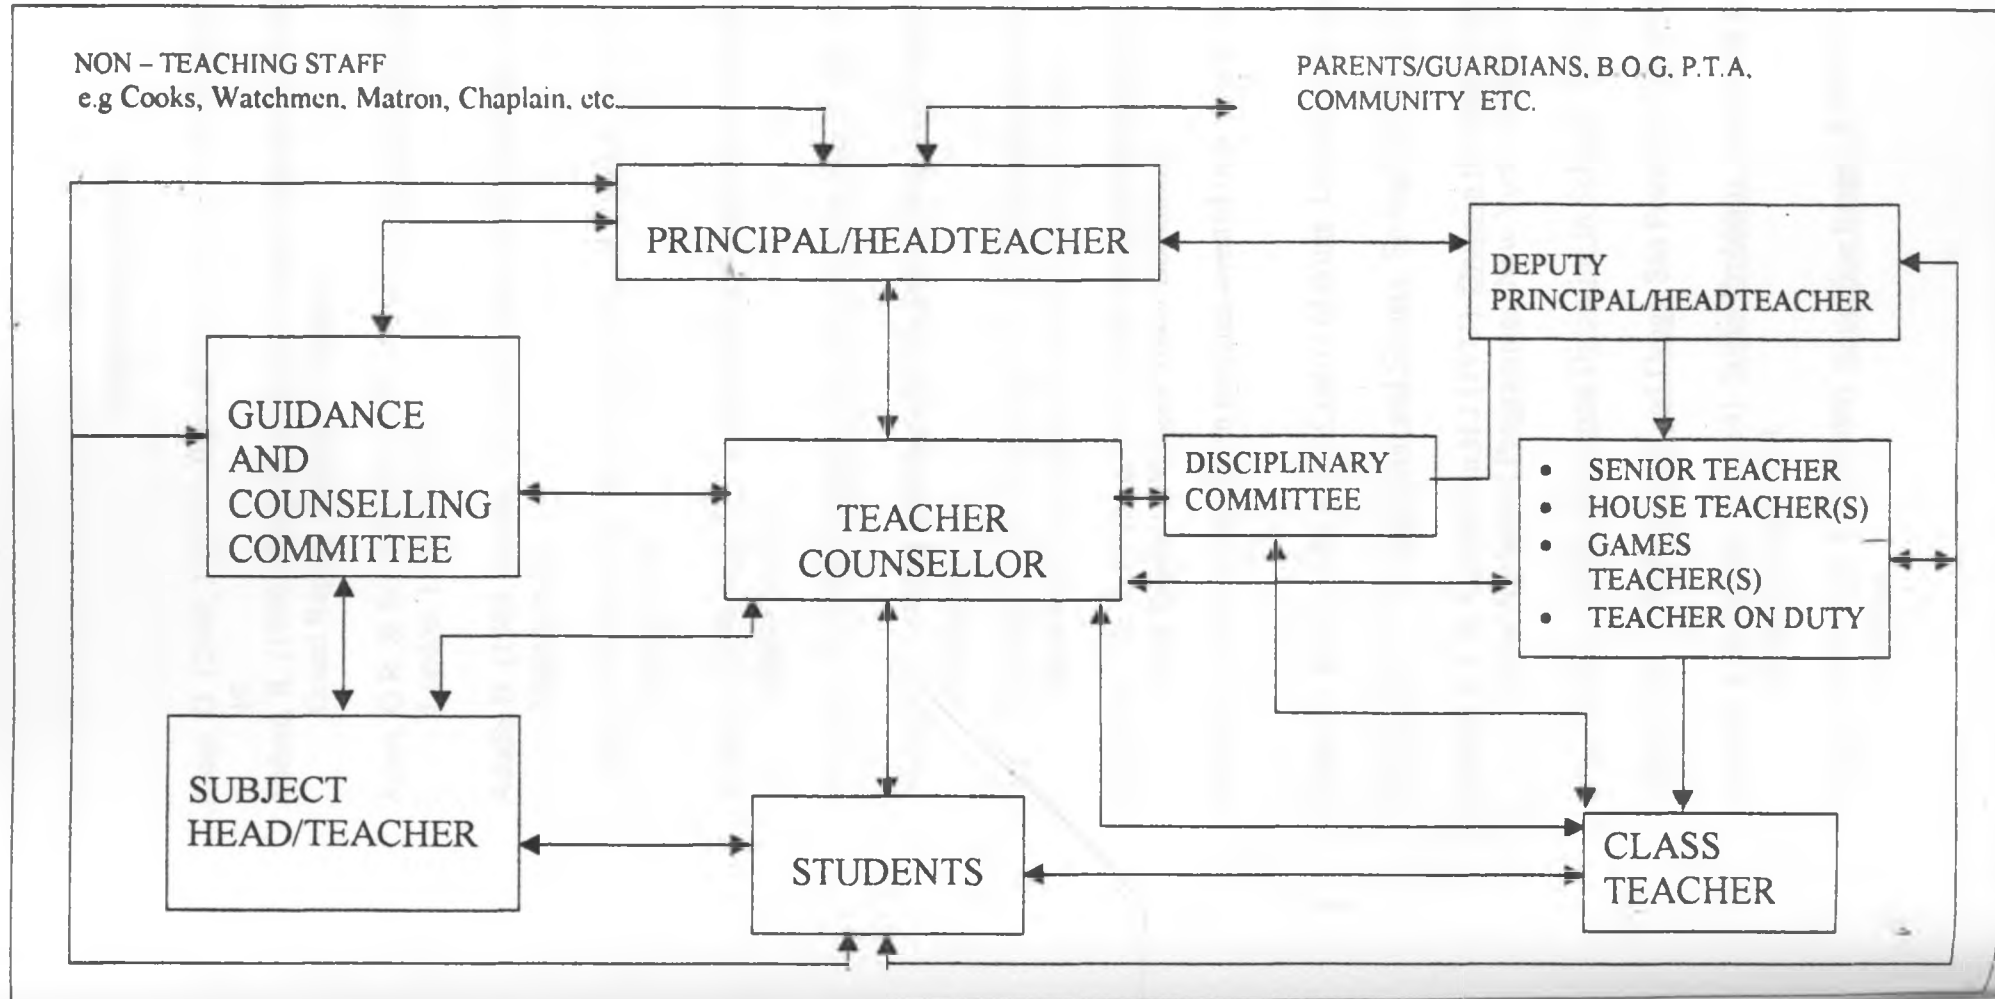 NON – TEACHING STAFF
e.g Cooks, Watchmen, Matron, Chaplain, etc.
PARENTS/GUARDIANS, B.O.G, P.T.A,
COMMUNITY ETC.
PRINCIPAL/HEADTEACHER
DEPUTY
PRINCIPAL/HEADTEACHER
GUIDANCE
AND
COUNSELLING
COMMITTEE
TEACHER
COUNSELLOR
DISCIPLINARY
COMMITTEE
• SENIOR TEACHER
• HOUSE TEACHER(S)
• GAMES
TEACHER(S)
• TEACHER ON DUTY
SUBJECT
HEAD/TEACHER
STUDENTS
CLASS
TEACHER